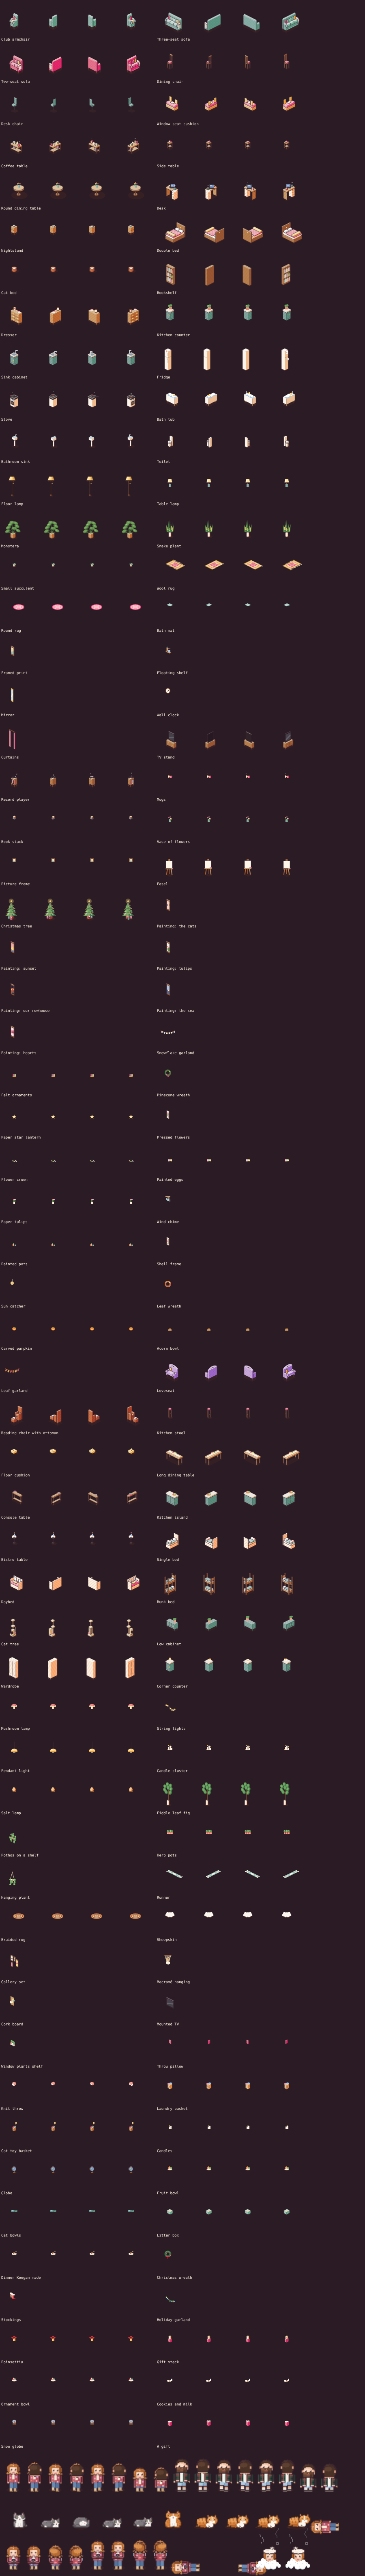 Club armchair
Three-seat sofa
Two-seat sofa
Dining chair
Desk chair
Window seat cushion
Coffee table
Side table
Round dining table
Desk
Nightstand
Double bed
Cat bed
Bookshelf
Dresser
Kitchen counter
Sink cabinet
Fridge
Stove
Bath tub
Bathroom sink
Toilet
Floor lamp
Table lamp
Monstera
Snake plant
Small succulent
Wool rug
Round rug
Bath mat
Framed print
Floating shelf
Mirror
Wall clock
Curtains
TV stand
Record player
Mugs
Book stack
Vase of flowers
Picture frame
Easel
Christmas tree
Painting: the cats
Painting: sunset
Painting: tulips
Painting: our rowhouse
Painting: the sea
Painting: hearts
Snowflake garland
Felt ornaments
Pinecone wreath
Paper star lantern
Pressed flowers
Flower crown
Painted eggs
Paper tulips
Wind chime
Painted pots
Shell frame
Sun catcher
Leaf wreath
Carved pumpkin
Acorn bowl
Leaf garland
Loveseat
Reading chair with ottoman
Kitchen stool
Floor cushion
Long dining table
Console table
Kitchen island
Bistro table
Single bed
Daybed
Bunk bed
Cat tree
Low cabinet
Wardrobe
Corner counter
Mushroom lamp
String lights
Pendant light
Candle cluster
Salt lamp
Fiddle leaf fig
Pothos on a shelf
Herb pots
Hanging plant
Runner
Braided rug
Sheepskin
Gallery set
Macramé hanging
Cork board
Mounted TV
Window plants shelf
Throw pillow
Knit throw
Laundry basket
Cat toy basket
Candles
Globe
Fruit bowl
Cat bowls
Litter box
Dinner Keegan made
Christmas wreath
Stockings
Holiday garland
Poinsettia
Gift stack
Ornament bowl
Cookies and milk
Snow globe
A gift